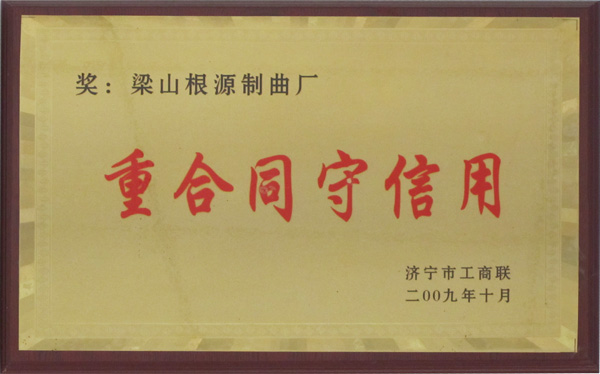 奖：梁山根源制曲厂
重合同守信用
济宁市工商联
二00九年十月